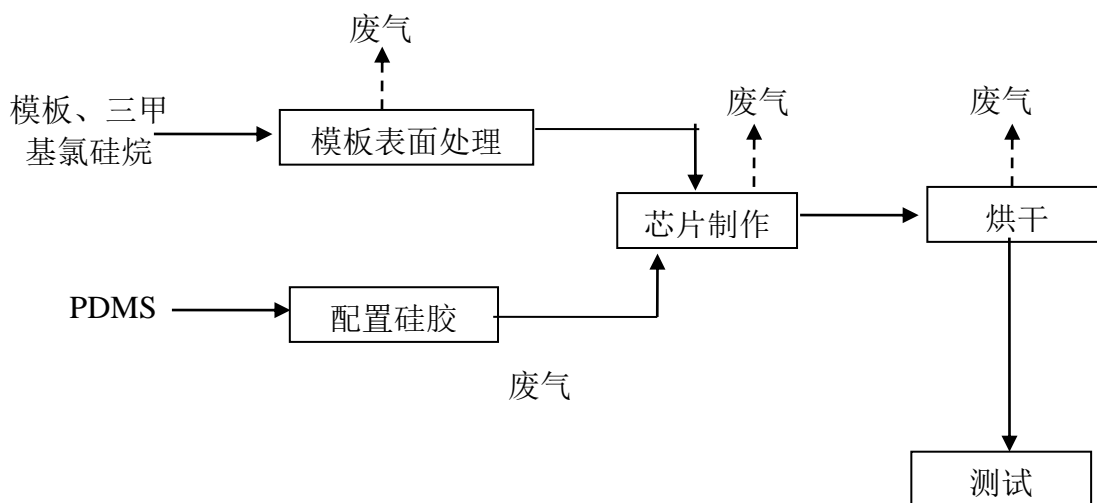 废气
模板、三甲
基氯硅烷
模板表面处理
废气
废气
芯片制作
烘干
PDMS
配置硅胶
废气
测试